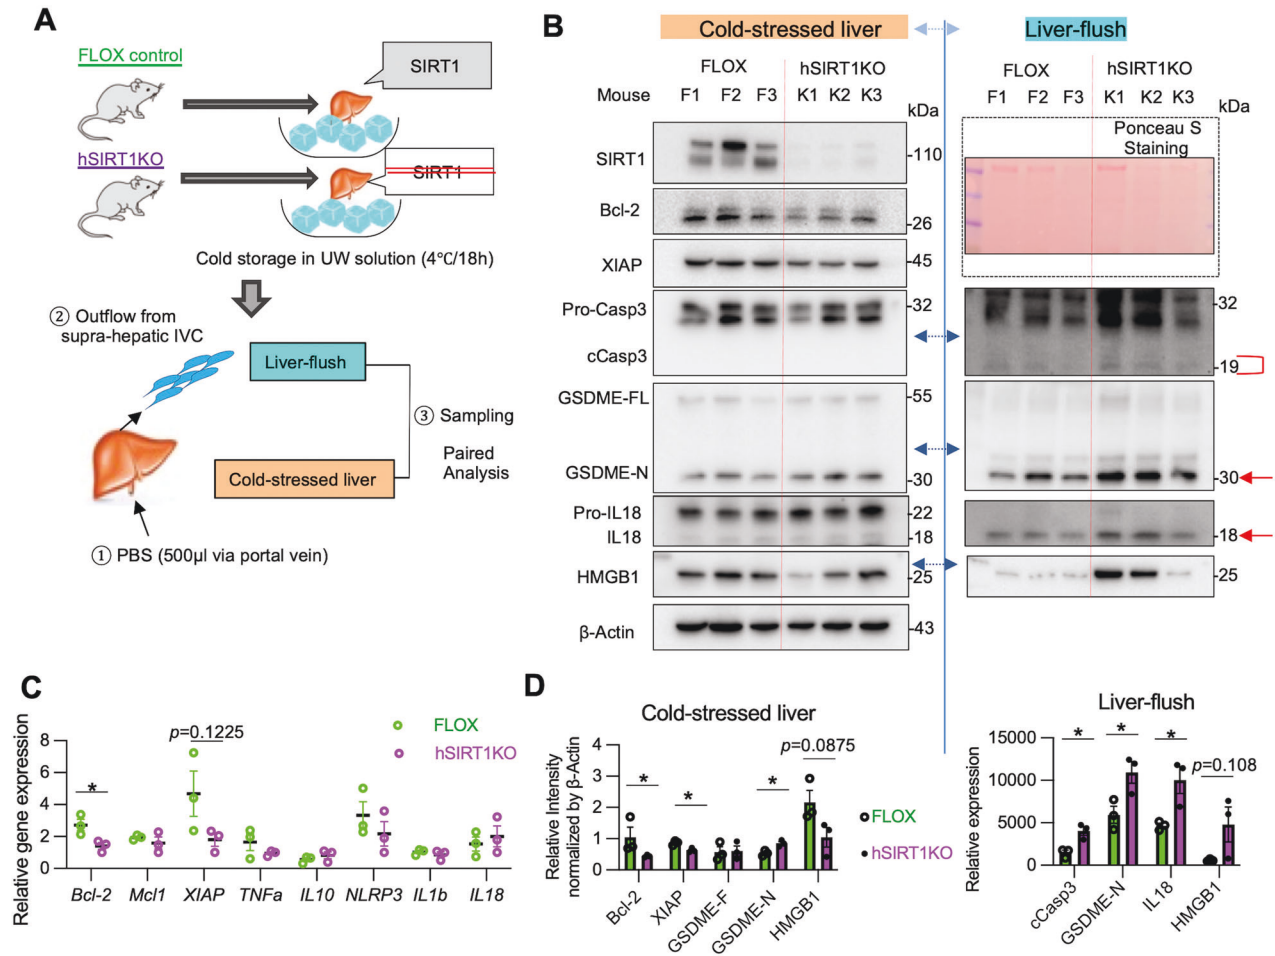 A
FLOX control
SIRT1
hSIRT1KO
SIRT1
Cold storage in UW solution (4℃/18h)
② Outflow from
supra-hepatic IVC
Liver-flush
③ Sampling
Paired
Analysis
Cold-stressed liver
① PBS (500µl via portal vein)
B
Cold-stressed liver
Liver-flush
FLOX
hSIRT1KO
FLOX
hSIRT1KO
Mouse
F1 F2 F3 K1 K2 K3
kDa
F1 F2 F3 K1 K2 K3
kDa
Ponceau S
Staining
SIRT1
-110
Bcl-2
-26
XIAP
-45
Pro-Casp3
-32
-32
cCasp3
-19
GSDME-FL
-55
GSDME-N
-30
-30
Pro-IL18
-22
IL18
-18
-18
HMGB1
-25
-25
β-Actin
-43
C
Relative gene expression
8
6
4
2
0
*
p=0.1225
FLOX
hSIRT1KO
Bcl-2 Mcl1 XIAP TNFa IL10 NLRP3 IL1b IL18
D
Cold-stressed liver
Relative Intensity
normalized by β-Actin
4
3
2
1
0
*
*
*
p=0.0875
FLOX
hSIRT1KO
Bcl-2
XIAP
GSDME-F
GSDME-N
HMGB1
Liver-flush
Relative expression
15000
10000
5000
0
*
*
*
p=0.108
cCasp3
GSDME-N
IL18
HMGB1